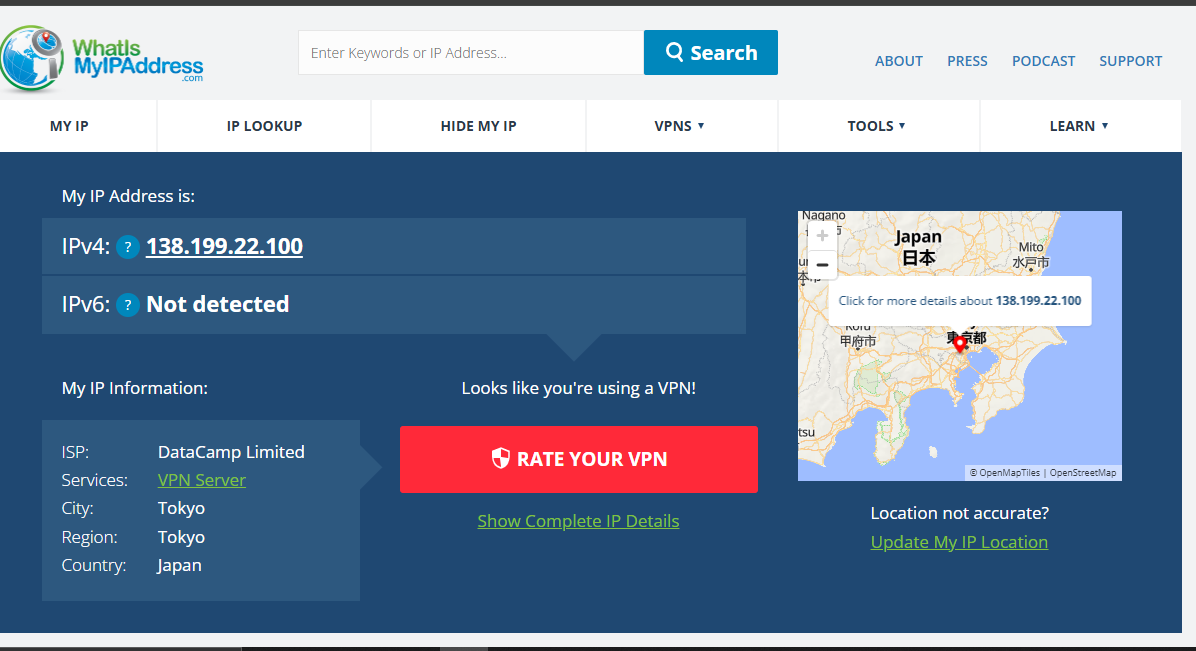 WhatIs
MyIPAddress
.com
Enter Keywords or IP Address...
Search
ABOUT PRESS PODCAST SUPPORT
MY IP IP LOOKUP HIDE MY IP VPNS ▼ TOOLS ▼ LEARN ▼
My IP Address is:
IPv4: ? 138.199.22.100
IPv6: ? Not detected
My IP Information:
ISP: DataCamp Limited
Services: VPN Server
City: Tokyo
Region: Tokyo
Country: Japan
Looks like you're using a VPN!
RATE YOUR VPN
Show Complete IP Details
Nagano
+
−
Japan
日本
Mito
水戸市
Click for more details about 138.199.22.100
甲府市
東京都
© OpenMapTiles | OpenStreetMap
Location not accurate?
Update My IP Location